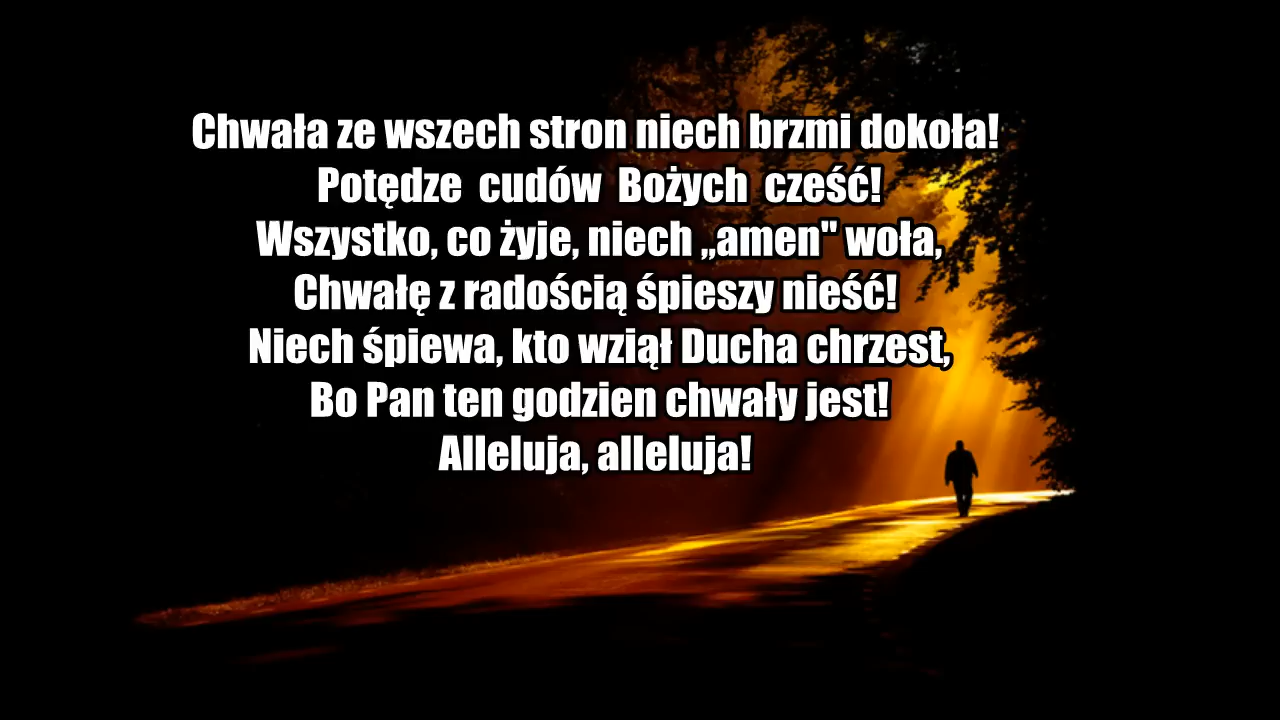 Chwała ze wszech stron niech brzmi dokoła!
Potędze cudów Bożych cześć!
Wszystko, co żyje, niech „amen" woła,
Chwałę z radością śpieszy nieść!
Niech śpiewa, kto wziął Ducha chrzest,
Bo Pan ten godzien chwały jest!
Alleluja, alleluja!